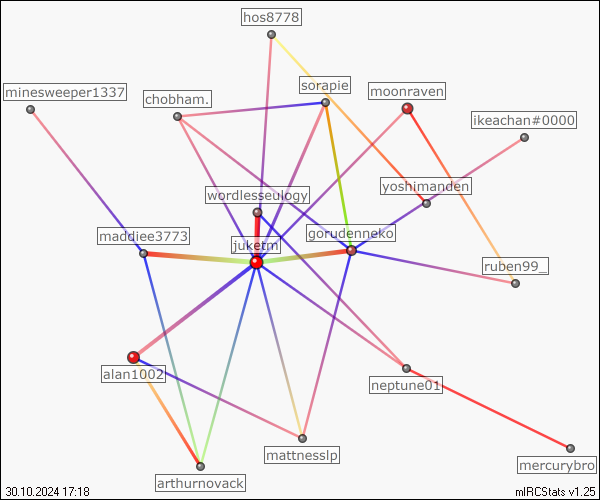 hos8778
sorapie
moonraven
minesweeper1337
chobham.
ikeachan#0000
yoshimanden
wordlesseulogy
maddiee3773
juketm
gorudenneko
ruben99_
alan1002
neptune01
mattnesslp
mercurybro
arthurnovack
30.10.2024 17:18
mIRCStats v1.25